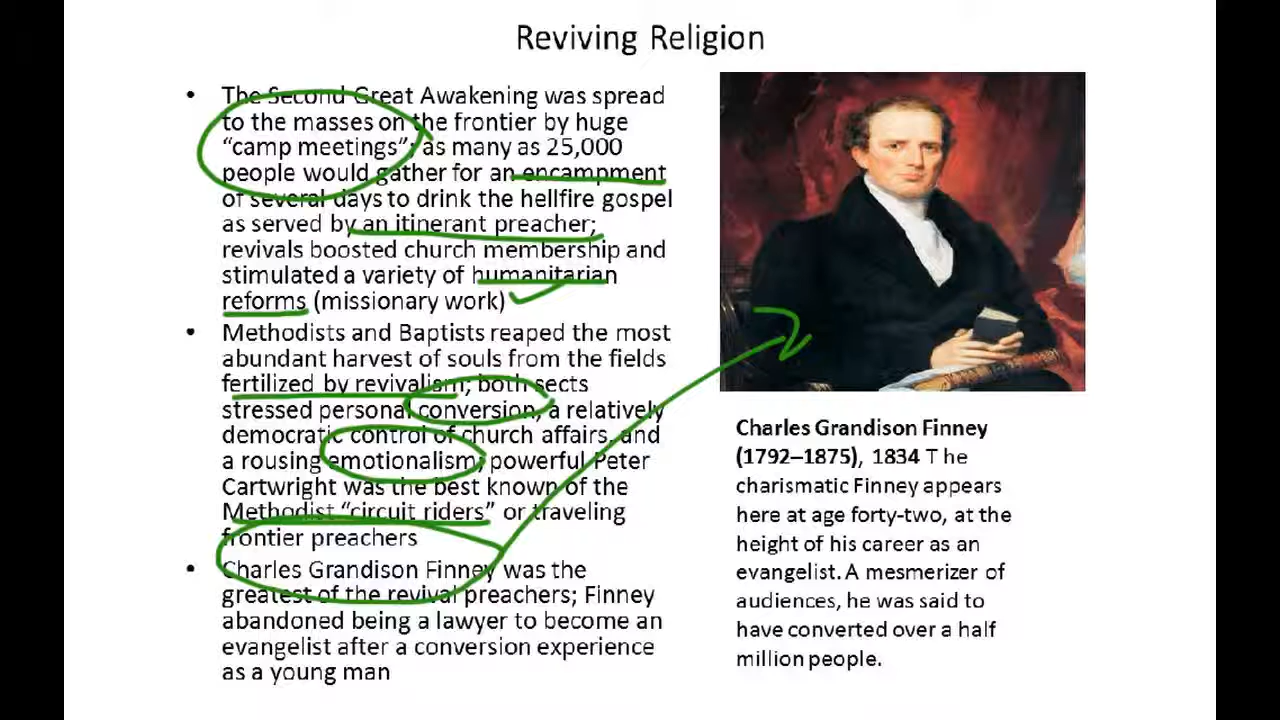 Reviving Religion
• The Second Great Awakening was spread
to the masses on the frontier by huge
“camp meetings”; as many as 25,000
people would gather for an encampment
of several days to drink the hellfire gospel
as served by an itinerant preacher;
revivals boosted church membership and
stimulated a variety of humanitarian
reforms (missionary work)
• Methodists and Baptists reaped the most
abundant harvest of souls from the fields
fertilized by revivalism; both sects
stressed personal conversion, a relatively
democratic control of church affairs, and
a rousing emotionalism; powerful Peter
Cartwright was the best known of the
Methodist “circuit riders” or traveling
frontier preachers
• Charles Grandison Finney was the
greatest of the revival preachers; Finney
abandoned being a lawyer to become an
evangelist after a conversion experience
as a young man
Charles Grandison Finney
(1792–1875), 1834 T he
charismatic Finney appears
here at age forty-two, at the
height of his career as an
evangelist. A mesmerizer of
audiences, he was said to
have converted over a half
million people.